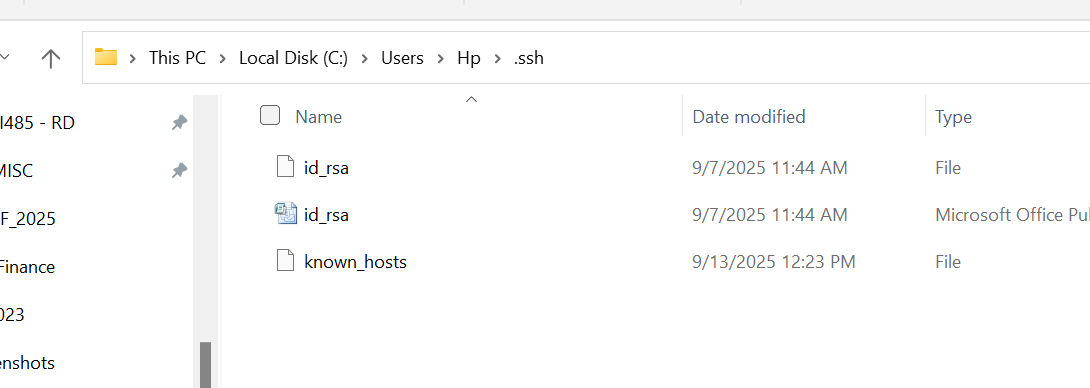 This PC > Local Disk (C:) > Users > Hp > .ssh
I485 - RD
MISC
F_2025
Finance
023
enshots
Name Date modified Type
id_rsa 9/7/2025 11:44 AM File
id_rsa 9/7/2025 11:44 AM Microsoft Office Pu
known_hosts 9/13/2025 12:23 PM File